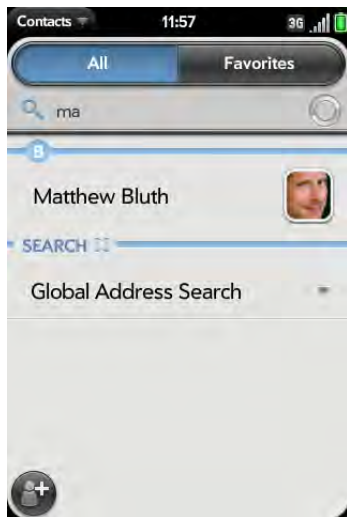 Contacts 11:57 3G
All Favorites
ma
B
Matthew Bluth
SEARCH
Global Address Search